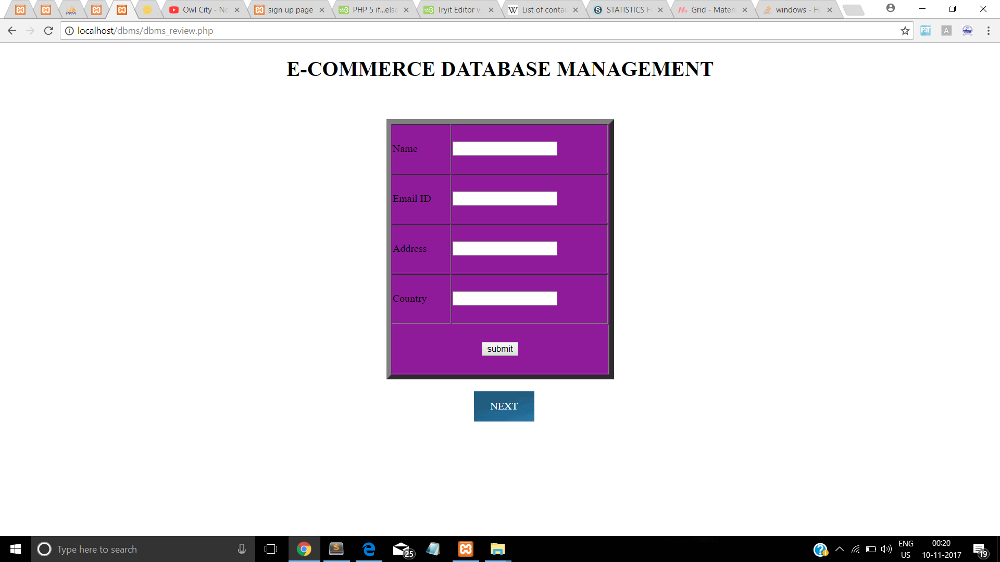 Owl City - Nc
sign up page
PHP 5 if...else
Tryit Editor v
List of contai
STATISTICS F
Grid - Materi
windows - H
localhost/dbms/dbms_review.php
E-COMMERCE DATABASE MANAGEMENT
Name
Email ID
Address
Country
submit
NEXT
Type here to search
25
ENG
US
00:20
10-11-2017
19